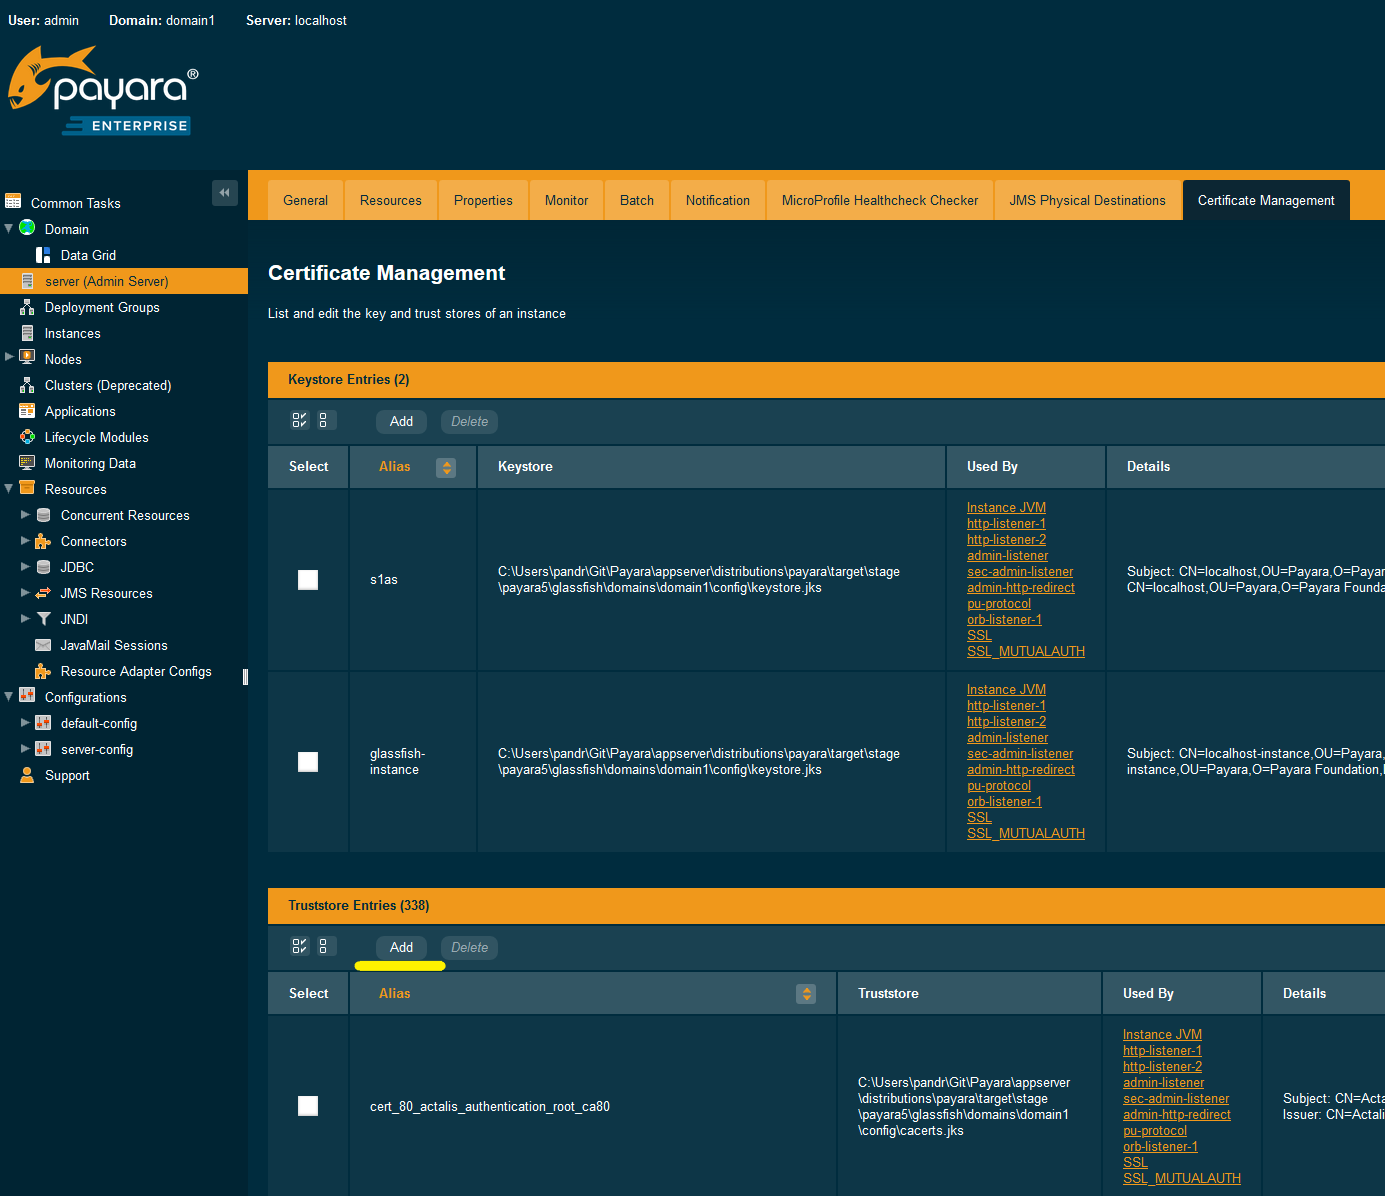 User: admin Domain: domain1 Server: localhost
payara®
ENTERPRISE
Common Tasks
Domain
Data Grid
server (Admin Server)
Deployment Groups
Instances
Nodes
Clusters (Deprecated)
Applications
Lifecycle Modules
Monitoring Data
Resources
Concurrent Resources
Connectors
JDBC
JMS Resources
JNDI
JavaMail Sessions
Resource Adapter Configs
Configurations
default-config
server-config
Support
General Resources Properties Monitor Batch Notification MicroProfile Healthcheck Checker JMS Physical Destinations Certificate Management
Certificate Management
List and edit the key and trust stores of an instance
Keystore Entries (2)
Add Delete
Select Alias Keystore Used By Details
s1as
C:\Users\pandr\Git\Payara\appserver\distributions\payara\target\stage
\payara5\glassfish\domains\domain1\config\keystore.jks
Instance JVM
http-listener-1
http-listener-2
admin-listener
sec-admin-listener
admin-http-redirect
pu-protocol
orb-listener-1
SSL
SSL_MUTUALAUTH
Subject: CN=localhost,OU=Payara,O=Payar
CN=localhost,OU=Payara,O=Payara Founda
glassfish-
instance
C:\Users\pandr\Git\Payara\appserver\distributions\payara\target\stage
\payara5\glassfish\domains\domain1\config\keystore.jks
Instance JVM
http-listener-1
http-listener-2
admin-listener
sec-admin-listener
admin-http-redirect
pu-protocol
orb-listener-1
SSL
SSL_MUTUALAUTH
Subject: CN=localhost-instance,OU=Payara,
instance,OU=Payara,O=Payara Foundation,
Truststore Entries (338)
Add Delete
Select Alias Truststore Used By Details
cert_80_actalis_authentication_root_ca80
C:\Users\pandr\Git\Payara\appserver
\distributions\payara\target\stage
\payara5\glassfish\domains\domain1
\config\cacerts.jks
Instance JVM
http-listener-1
http-listener-2
admin-listener
sec-admin-listener
admin-http-redirect
pu-protocol
orb-listener-1
SSL
SSL_MUTUALAUTH
Subject: CN=Acta
Issuer: CN=Actali